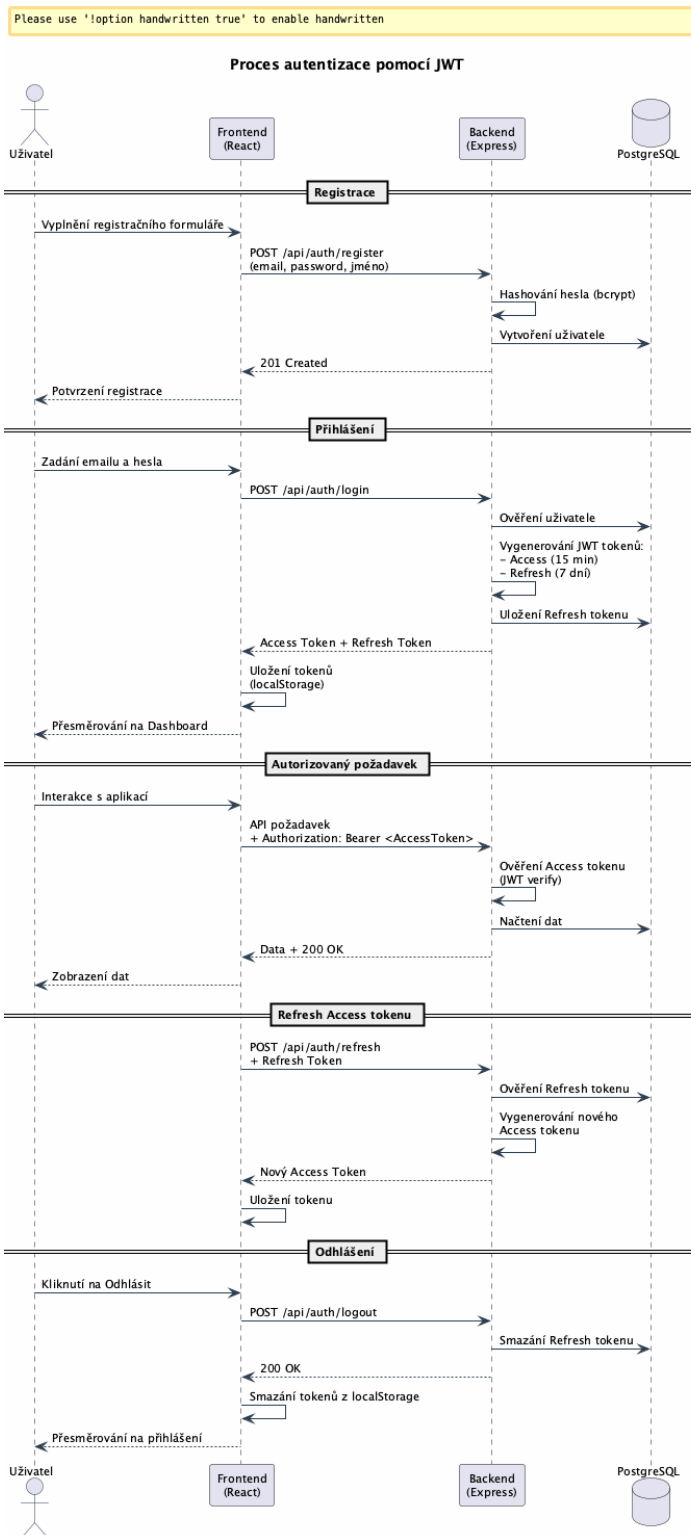 Please use '!option handwritten true' to enable handwritten
Proces autentizace pomocí JWT
Uživatel
Frontend
(React)
Backend
(Express)
PostgreSQL
Registrace
Vyplnění registračního formuláře
POST /api/auth/register
(email, password, jméno)
Hashování hesla (bcrypt)
Vytvoření uživatele
201 Created
Potvrzení registrace
Přihlášení
Zadání emailu a hesla
POST /api/auth/login
Ověření uživatele
Vygenerování JWT tokenů:
– Access (15 min)
– Refresh (7 dní)
Uložení Refresh tokenu
Access Token + Refresh Token
Uložení tokenů
(localStorage)
Přesměrování na Dashboard
Autorizovaný požadavek
Interakce s aplikací
API požadavek
+ Authorization: Bearer <AccessToken>
Ověření Access tokenu
(JWT verify)
Načtení dat
Data + 200 OK
Zobrazení dat
Refresh Access tokenu
POST /api/auth/refresh
+ Refresh Token
Ověření Refresh tokenu
Vygenerování nového
Access tokenu
Nový Access Token
Uložení tokenu
Odhlášení
Kliknutí na Odhlásit
POST /api/auth/logout
Smazání Refresh tokenu
200 OK
Smazání tokenů z localStorage
Přesměrování na přihlášení
Uživatel
Frontend
(React)
Backend
(Express)
PostgreSQL